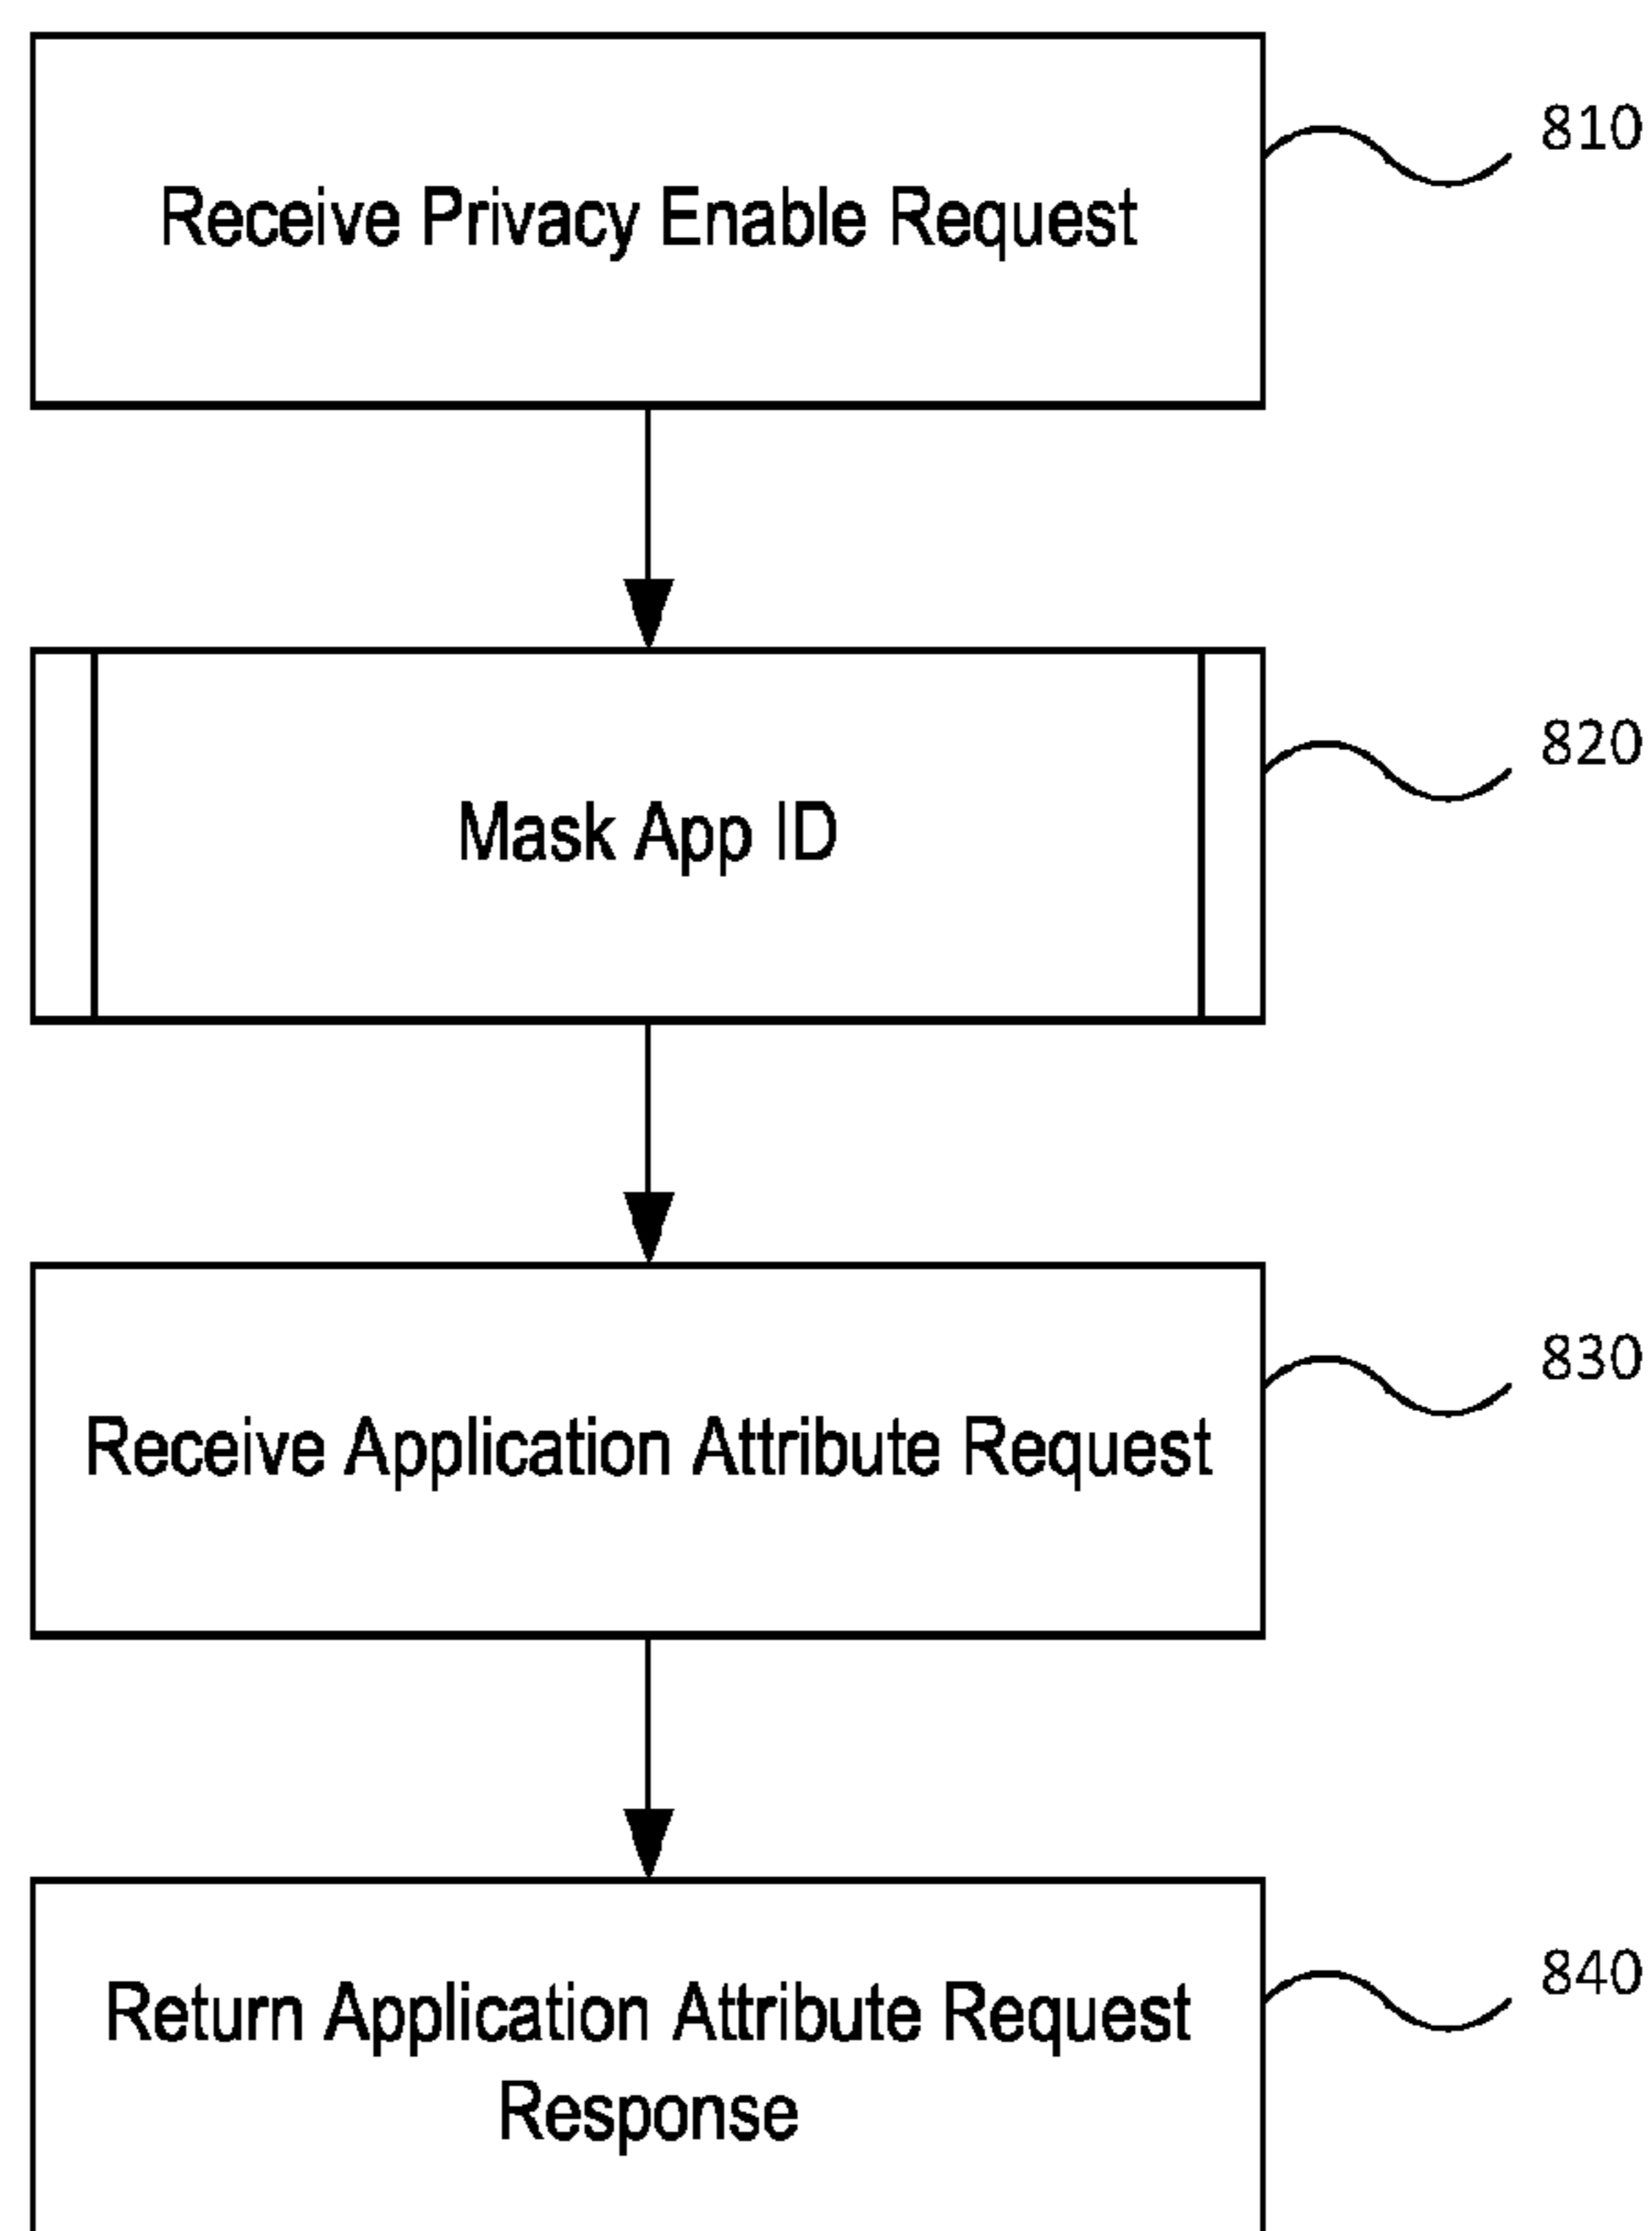 Receive Privacy Enable Request
810
Mask App ID
820
Receive Application Attribute Request
830
Return Application Attribute Request
Response
840